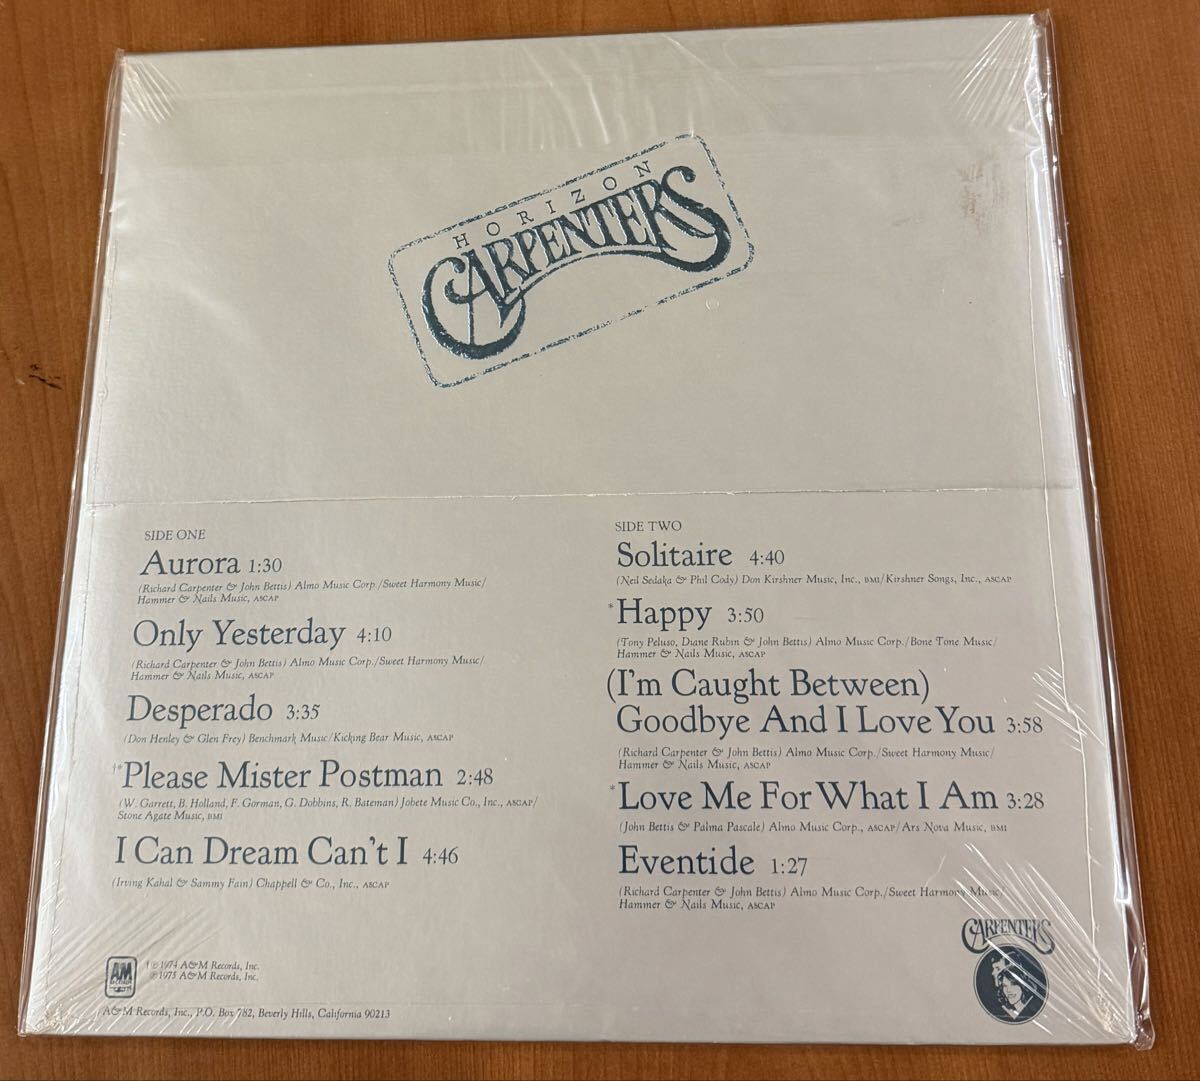 HORIZON
CARPENTERS
SIDE ONE
Aurora 1:30
(Richard Carpenter & John Bettis) Almo Music Corp./Sweet Harmony Music/
Hammer & Nails Music, ASCAP
Only Yesterday 4:10
(Richard Carpenter & John Bettis) Almo Music Corp./Sweet Harmony Music/
Hammer & Nails Music, ASCAP
Desperado 3:35
(Don Henley & Glen Frey) Benchmark Music/Kicking Bear Music, ASCAP
†*Please Mister Postman 2:48
(W. Garrett, B. Holland, F. Gorman, G. Dobbins, R. Bateman) Jobete Music Co., Inc., ASCAP/
Stone Agate Music, BMI
I Can Dream Can't I 4:46
(Irving Kahal & Sammy Fain) Chappell & Co., Inc., ASCAP
SIDE TWO
Solitaire 4:40
(Neil Sedaka & Phil Cody) Don Kirshner Music, Inc., BMI/Kirshner Songs, Inc., ASCAP
*Happy 3:50
(Tony Peluso, Diane Rubin & John Bettis) Almo Music Corp./Bone Tone Music/
Hammer & Nails Music, ASCAP
(I'm Caught Between)
Goodbye And I Love You 3:58
(Richard Carpenter & John Bettis) Almo Music Corp./Sweet Harmony Music/
Hammer & Nails Music, ASCAP
*Love Me For What I Am 3:28
(John Bettis & Palma Pascale) Almo Music Corp., ASCAP/Ars Nova Music, BMI
Eventide 1:27
(Richard Carpenter & John Bettis) Almo Music Corp./Sweet Harmony Music/
Hammer & Nails Music, ASCAP
CARPENTERS
AM
RECORDS
†℗ 1974 A&M Records, Inc.
℗ 1975 A&M Records, Inc.
A&M Records, Inc., P.O. Box 782, Beverly Hills, California 90213